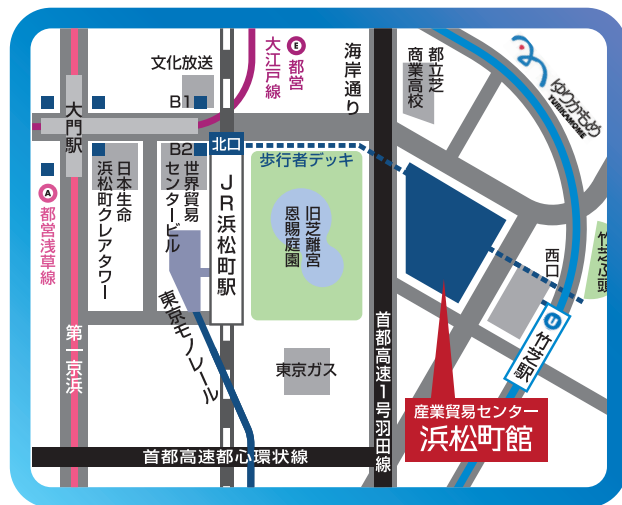 文化放送
大江戸線
E
都営
海岸通り
都立芝
商業高校
ゆりかもめ
YURIKAMOME
B1
大門駅
B2
北口
歩行者デッキ
A
都営浅草線
日本生命
浜松町クレアタワー
世界貿易
センタービル
JR浜松町駅
旧芝離宮
恩賜庭園
西口
竹芝ふ頭
U
竹芝駅
第一京浜
東京モノレール
東京ガス
首都高速1号羽田線
産業貿易センター
浜松町館
首都高速都心環状線